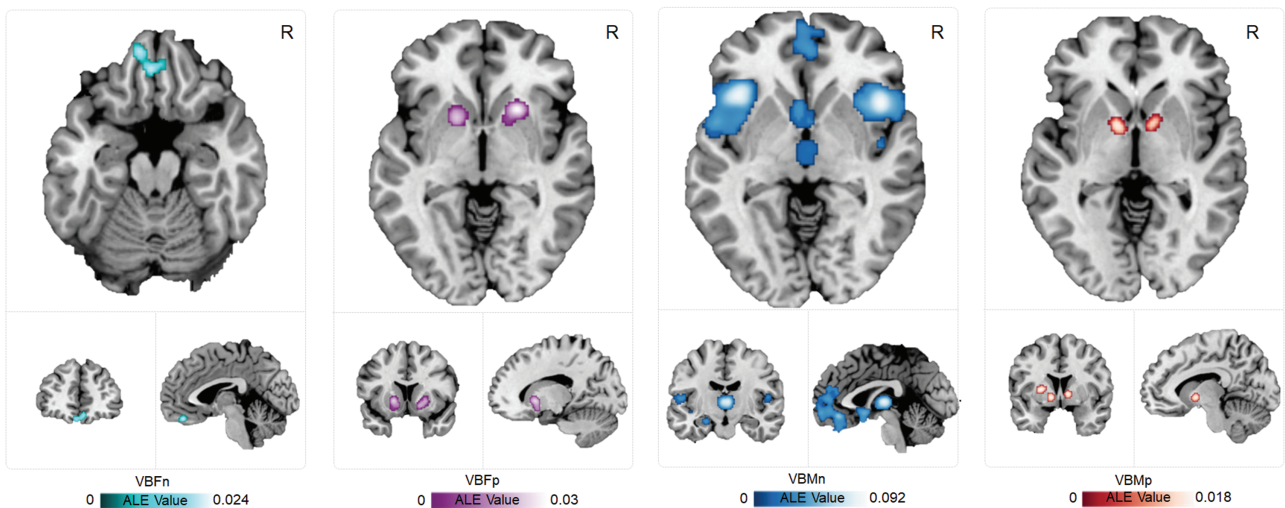 R
R
R
R
VBFn
0 ALE Value 0.024
VBFp
0 ALE Value 0.03
VBMn
0 ALE Value 0.092
VBMp
0 ALE Value 0.018